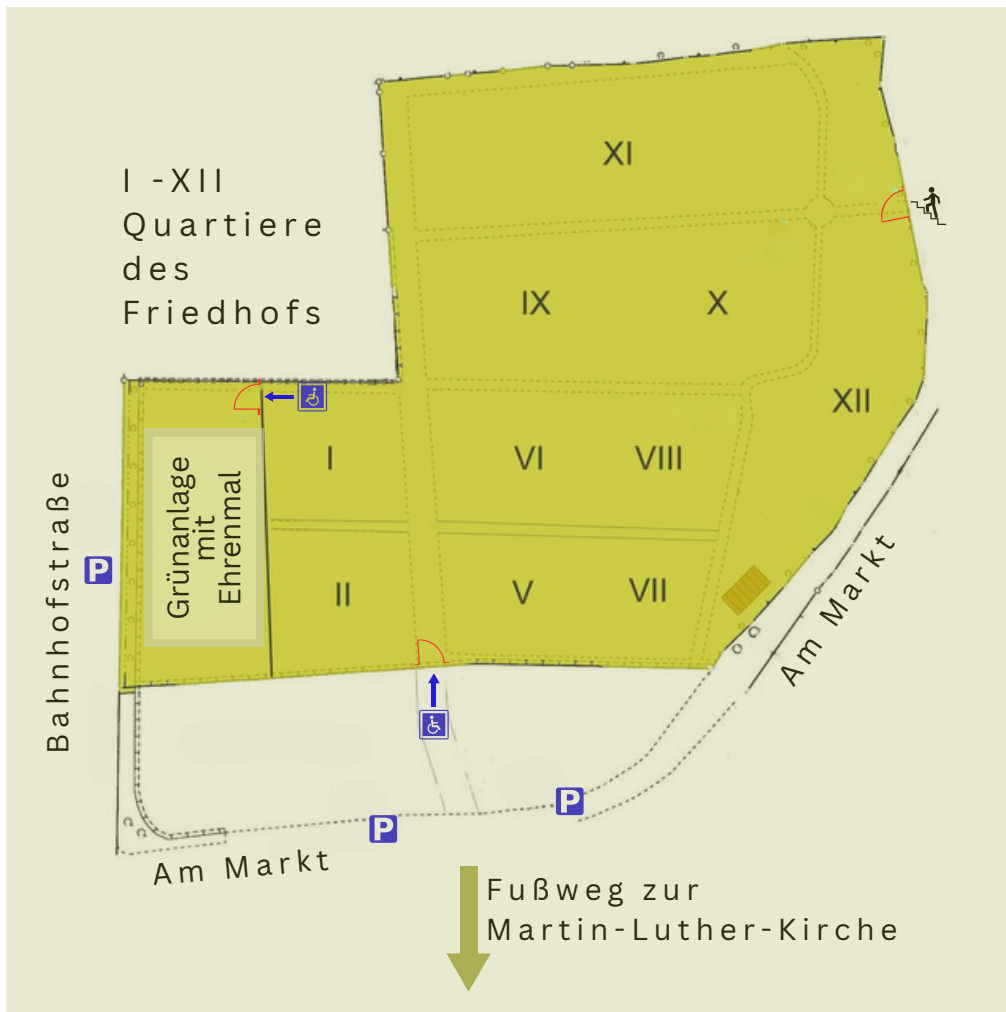 I -XII
Quartiere
des
Friedhofs
XI
IX
X
XII
I
VI
VIII
II
V
VII
Grünanlage
mit
Ehrenmal
Bahnhofstraße
P
Am Markt
P
P
Am Markt
Fußweg zur
Martin-Luther-Kirche